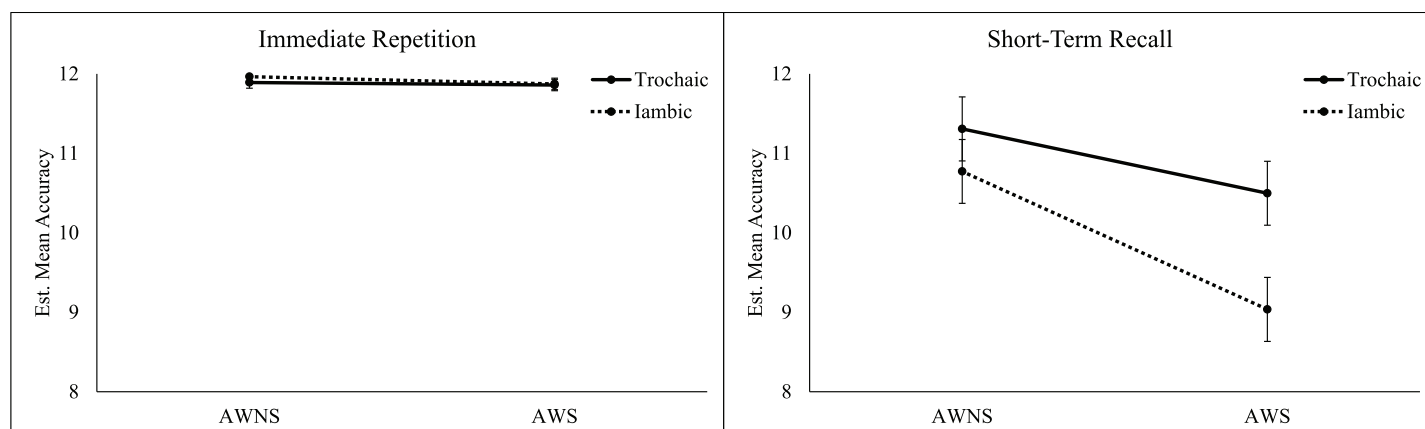 Immediate Repetition
12
11
10
9
8
Est. Mean Accuracy
Trochaic
Iambic
AWNS
AWS
Short-Term Recall
12
11
10
9
8
Est. Mean Accuracy
Trochaic
Iambic
AWNS
AWS